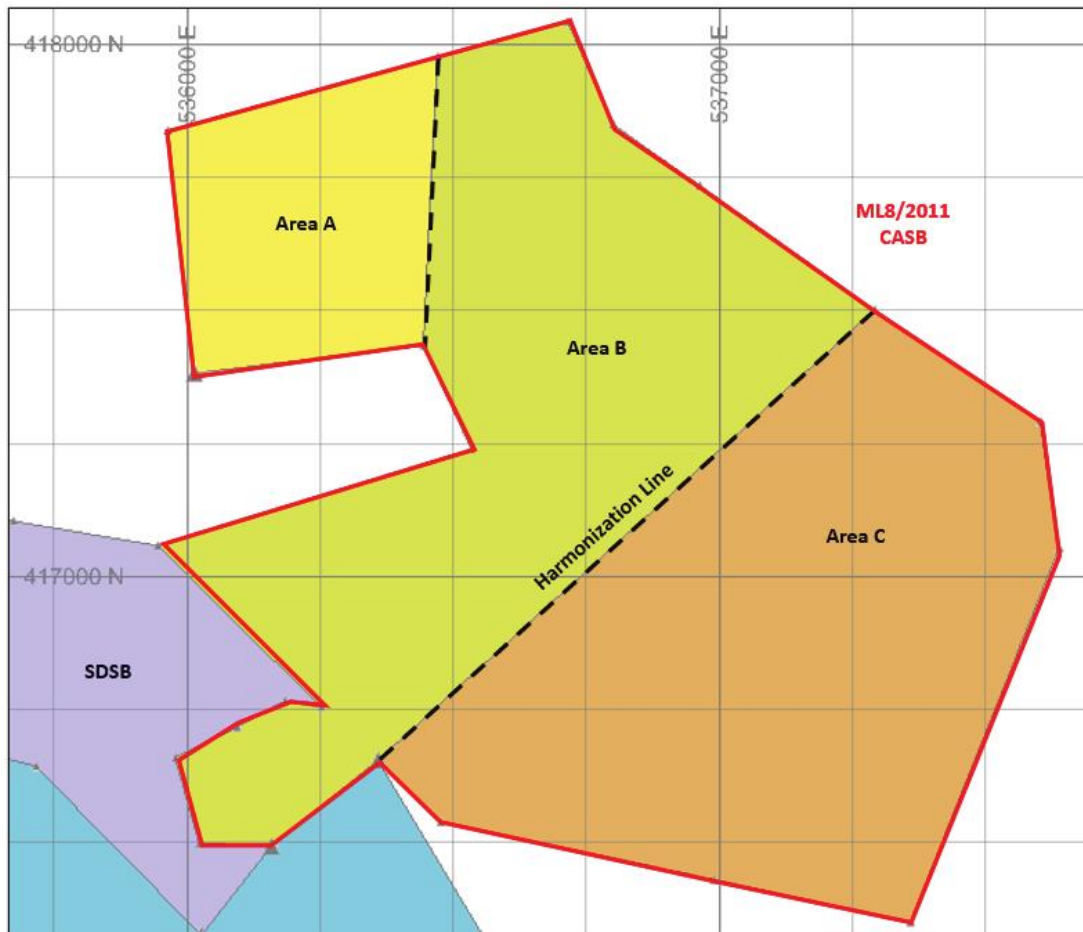 418000 N
536000 E
537000 E
ML8/2011
CASB
Area A
Area B
Harmonization Line
Area C
417000 N
SDSB